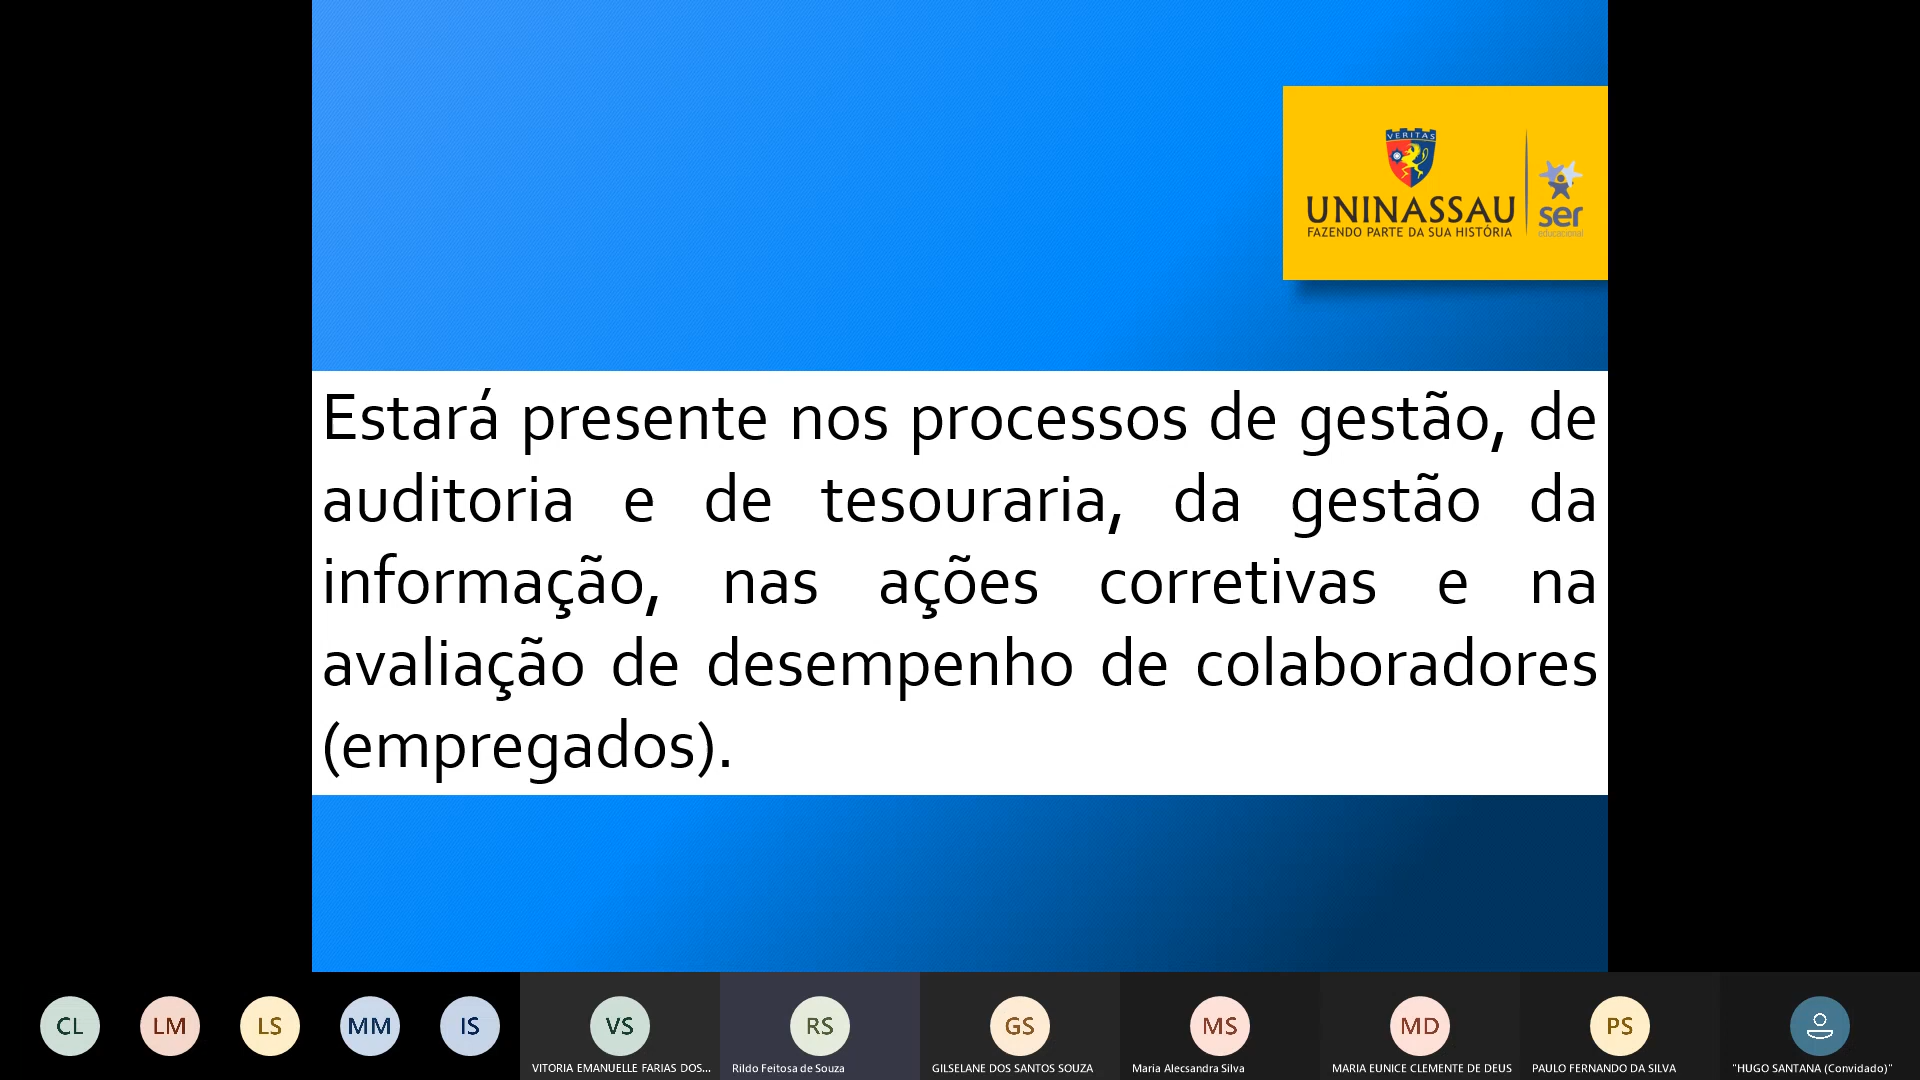 VERITAS
UNINASSAU
FAZENDO PARTE DA SUA HISTÓRIA
ser
educacional
Estará presente nos processos de gestão, de
auditoria e de tesouraria, da gestão da
informação, nas ações corretivas e na
avaliação de desempenho de colaboradores
(empregados).
CL
LM
LS
MM
IS
VS
RS
GS
MS
MD
PS
VITORIA EMANUELLE FARIAS DOS...
Rildo Feitosa de Souza
GILSELANE DOS SANTOS SOUZA
Maria Alecsandra Silva
MARIA EUNICE CLEMENTE DE DEUS
PAULO FERNANDO DA SILVA
"HUGO SANTANA (Convidado)"